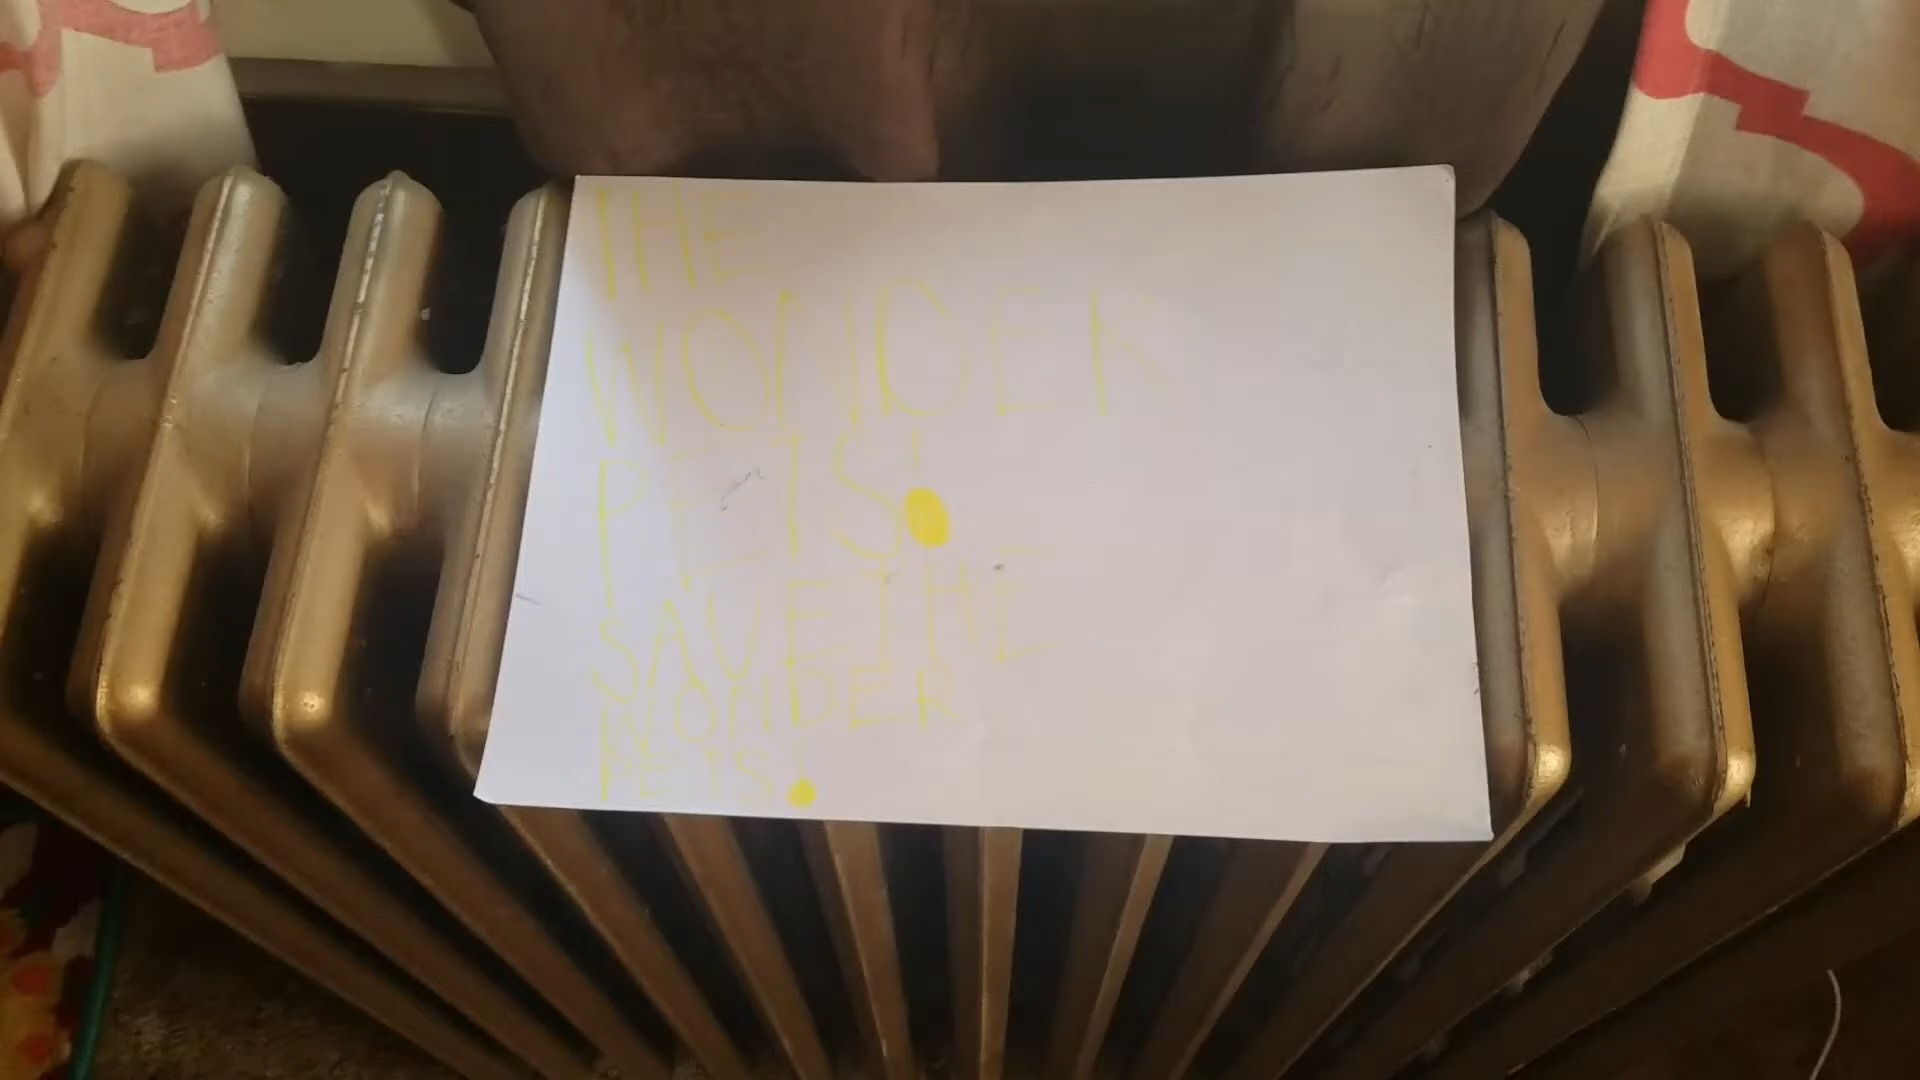 THE
WONDER
PETS!
SAVE THE
WONDER
PETS!